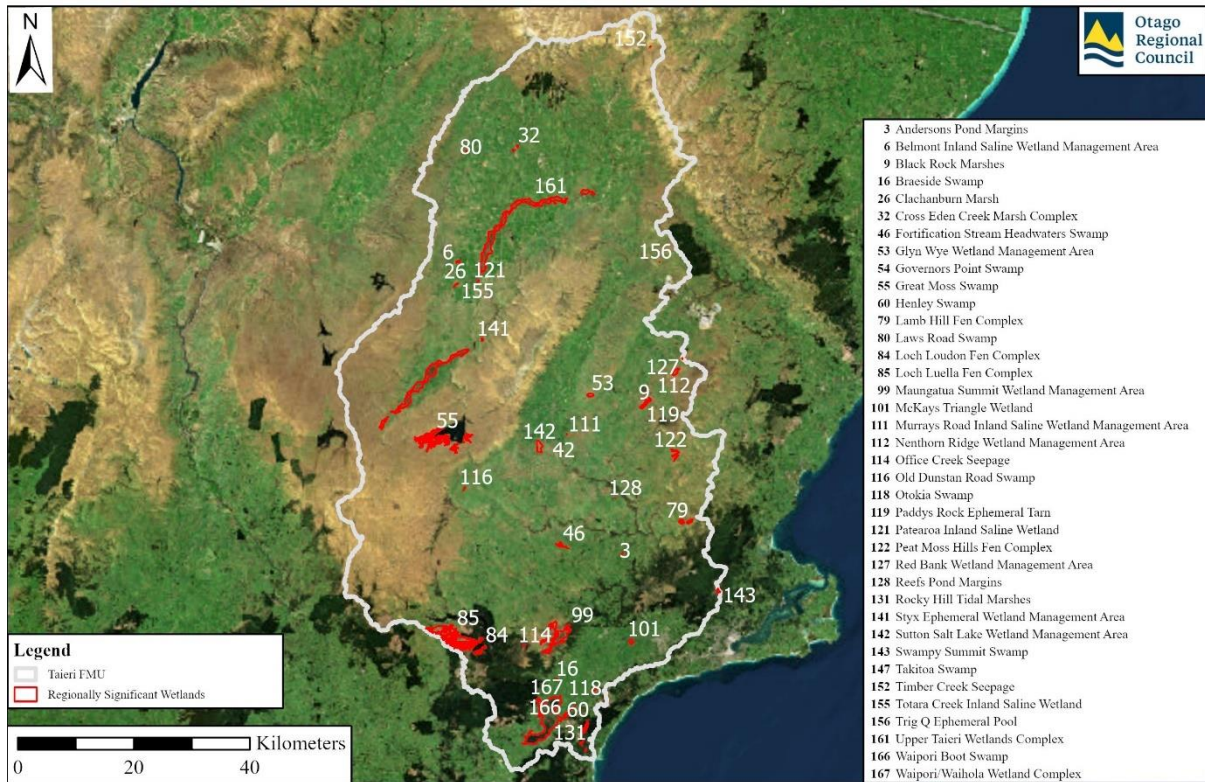 N
Otago
Regional
Council
152
32
80
161
156
6
26
121
155
141
127
53
9
112
55
111
119
142
42
122
116
128
79
46
3
143
85
99
84
114
101
16
167
118
166
60
131
3 Andersons Pond Margins
6 Belmont Inland Saline Wetland Management Area
9 Black Rock Marshes
16 Braeside Swamp
26 Clachanburn Marsh
32 Cross Eden Creek Marsh Complex
46 Fortification Stream Headwaters Swamp
53 Glyn Wye Wetland Management Area
54 Governors Point Swamp
55 Great Moss Swamp
60 Henley Swamp
79 Lamb Hill Fen Complex
80 Laws Road Swamp
84 Loch Loudon Fen Complex
85 Loch Luella Fen Complex
99 Maungatua Summit Wetland Management Area
101 McKays Triangle Wetland
111 Murrays Road Inland Saline Wetland Management Area
112 Nenthorn Ridge Wetland Management Area
114 Office Creek Seepage
116 Old Dunstan Road Swamp
118 Otokia Swamp
119 Paddys Rock Ephemeral Tarn
121 Patearoa Inland Saline Wetland
122 Peat Moss Hills Fen Complex
127 Red Bank Wetland Management Area
128 Reefs Pond Margins
131 Rocky Hill Tidal Marshes
141 Styx Ephemeral Wetland Management Area
142 Sutton Salt Lake Wetland Management Area
143 Swampy Summit Swamp
147 Takitoa Swamp
152 Timber Creek Seepage
155 Totara Creek Inland Saline Wetland
156 Trig Q Ephemeral Pool
161 Upper Taieri Wetlands Complex
166 Waipori Boot Swamp
167 Waipori/Waihola Wetland Complex
Legend
Taieri FMU
Regionally Significant Wetlands
Kilometers
0 20 40